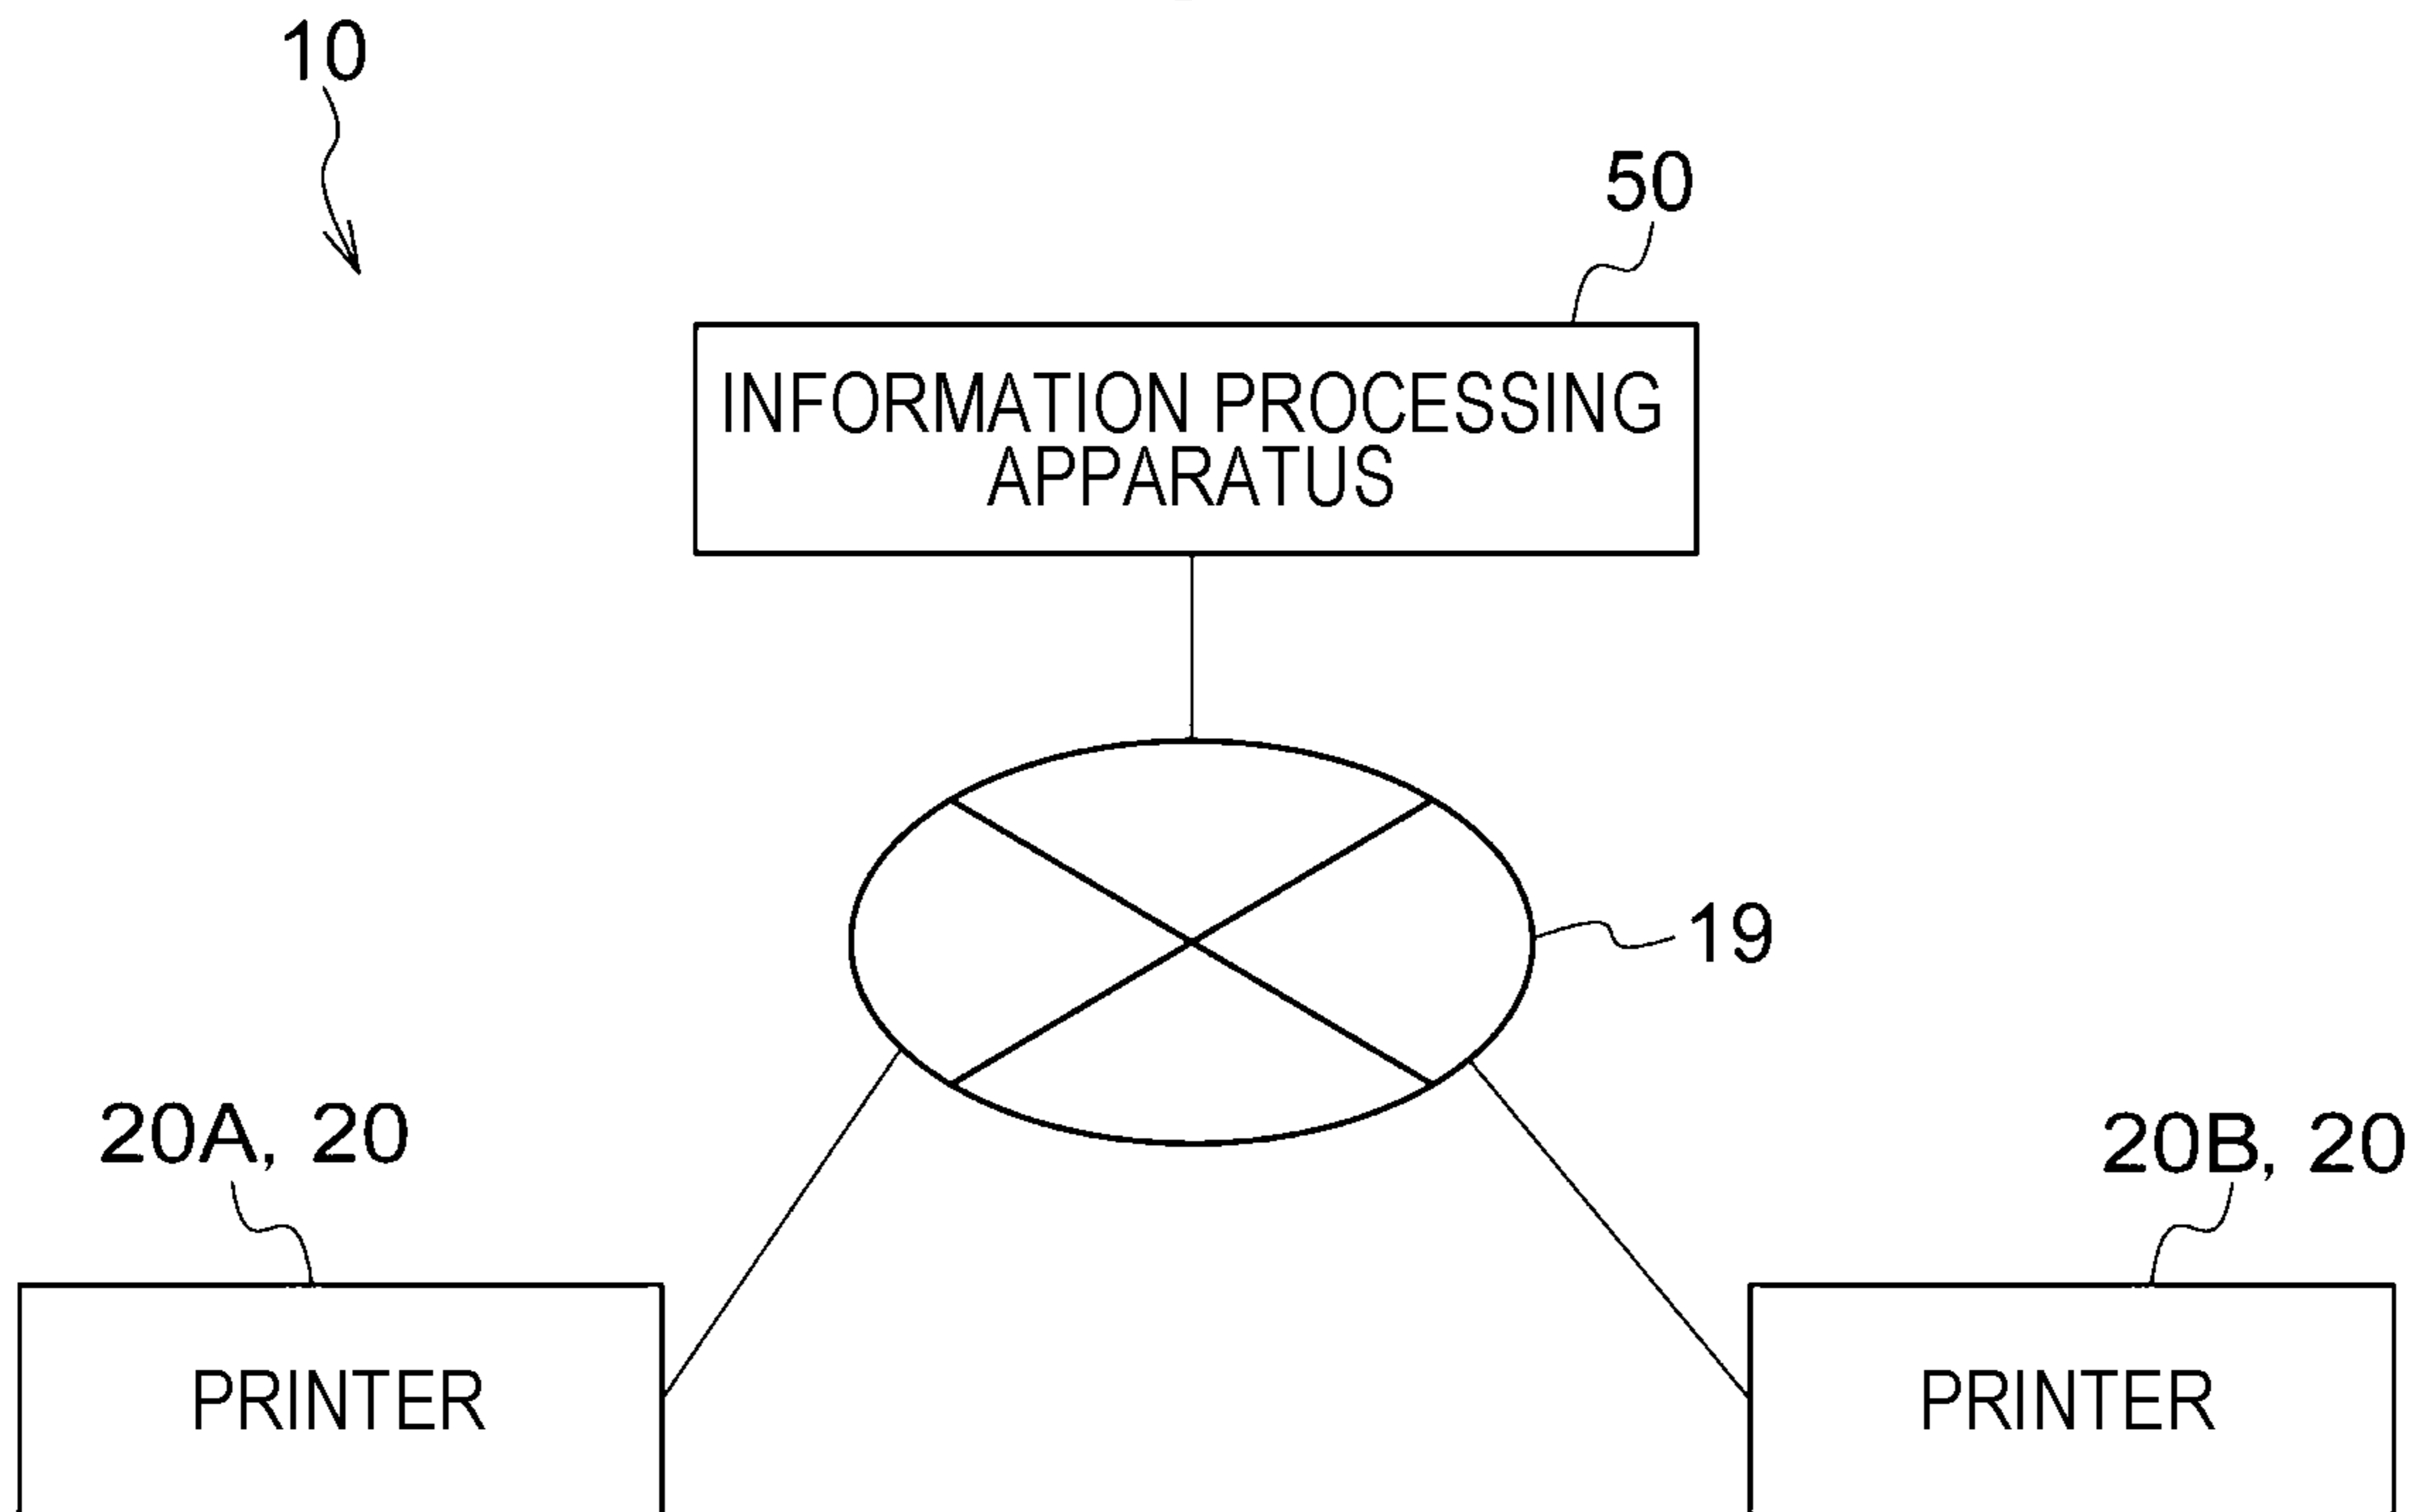 10
50
INFORMATION PROCESSING
APPARATUS
19
20A, 20
20B, 20
PRINTER
PRINTER